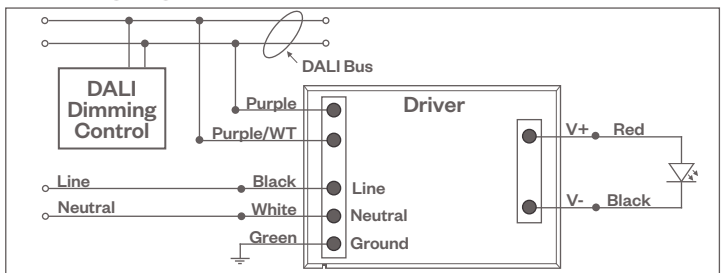 DALI Bus
DALI
Dimming
Control
Driver
Purple
Purple/WT
V+ Red
Line Black Line
V- Black
Neutral White Neutral
Green Ground